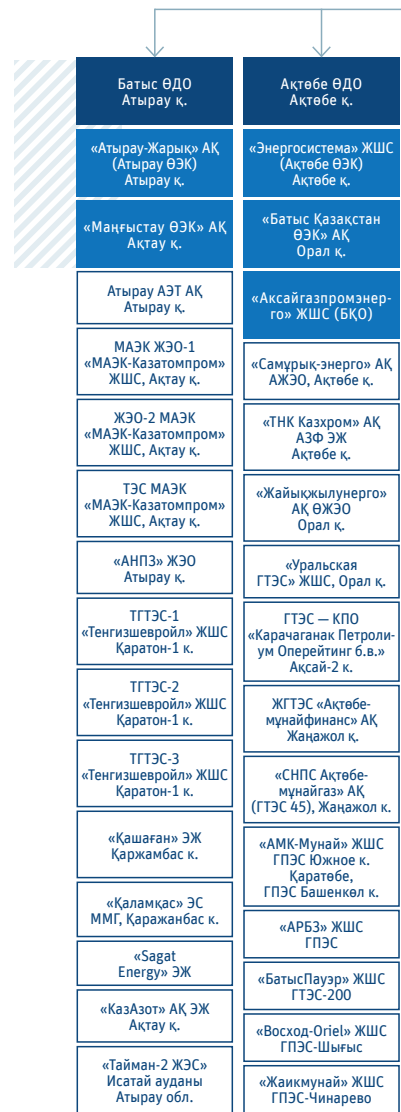 Батыс ӨДО
Атырау қ.
«Атырау-Жарық» АҚ
(Атырау ӨЭК)
Атырау қ.
«Маңғыстау ӨЭК» АҚ
Ақтау қ.
Атырау АЭТ АҚ
Атырау қ.
МАЭК ЖЭО-1
«МАЭК-Казатомпром»
ЖШС, Ақтау қ.
ЖЭО-2 МАЭК
«МАЭК-Казатомпром»
ЖШС, Ақтау қ.
ТЭС МАЭК
«МАЭК-Казатомпром»
ЖШС, Ақтау қ.
«АНПЗ» ЖЭО
Атырау қ.
ТГТЭС-1
«Тенгизшевройл» ЖШС
Қаратон-1 к.
ТГТЭС-2
«Тенгизшевройл» ЖШС
Қаратон-1 к.
ТГТЭС-3
«Тенгизшевройл» ЖШС
Қаратон-1 к.
«Қашаған» ЭЖ
Қаржамбас к.
«Қаламқас» ЭС
ММГ, Қаражанбас к.
«Sagat
Energy» ЭЖ
«КазАзот» АҚ ЭЖ
Ақтау қ.
«Тайман-2 ЖЭС»
Исатай ауданы
Атырау обл.
Ақтөбе ӨДО
Ақтөбе қ.
«Энергосистема» ЖШС
(Ақтөбе ӨЭК)
Ақтөбе қ.
«Батыс Қазақстан
ӨЭК» АҚ
Орал қ.
«Аксайгазпромэнер-
го» ЖШС (БҚО)
«Самұрық-энерго» АҚ
АЖЭО, Ақтөбе қ.
«ТНК Казхром» АҚ
АЗФ ЭЖ
Ақтөбе қ.
«Жайықжылунерго»
АҚ ӨЖЭО
Орал қ.
«Уральская
ГТЭС» ЖШС, Орал қ.
ГТЭС — КПО
«Карачаганак Петроли-
ум Оперейтинг б.в.»
Ақсай-2 к.
ЖГТЭС «Ақтөбе-
мұнайфинанс» АҚ
Жаңажол қ.
«СНПС Ақтөбе-
мұнайгаз» АҚ
(ГТЭС 45), Жаңажол к.
«АМК-Мунай» ЖШС
ГПЭС Южное к.
Қаратөбе,
ГПЭС Башенкөл к.
«АРБЗ» ЖШС
ГПЭС
«БатысПауэр» ЖШС
ГТЭС-200
«Восход-Oriel» ЖШС
ГПЭС-Шығыс
«Жаикмунай» ЖШС
ГПЭС-Чинарево